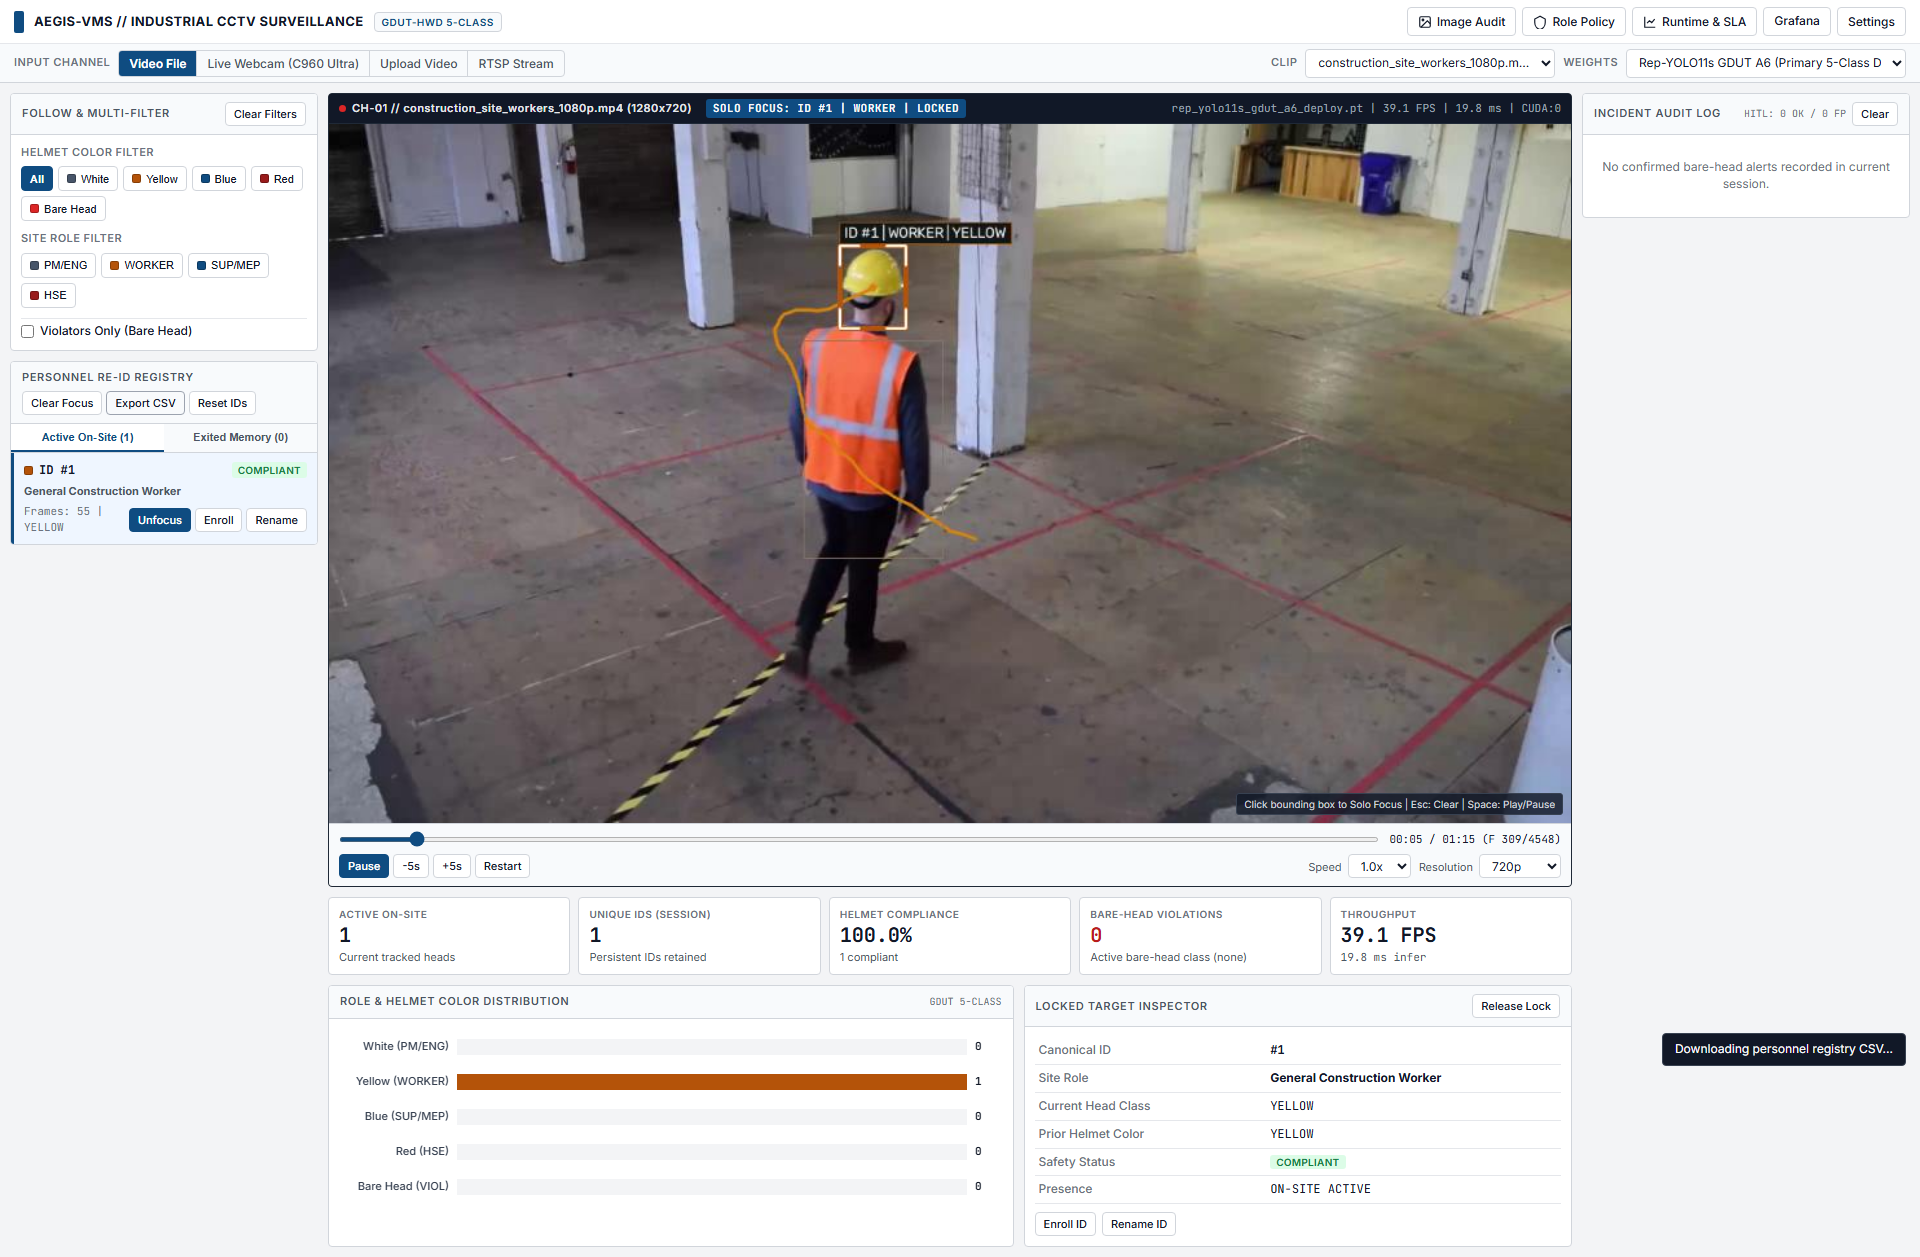 AEGIS-VMS // INDUSTRIAL CCTV SURVEILLANCE
GDUT-HWD 5-CLASS
Image Audit
Role Policy
Runtime & SLA
Grafana
Settings
INPUT CHANNEL
Video File
Live Webcam (C960 Ultra)
Upload Video
RTSP Stream
CLIP
construction_site_workers_1080p.m...
WEIGHTS
Rep-YOLO11s GDUT A6 (Primary 5-Class D
FOLLOW & MULTI-FILTER
Clear Filters
HELMET COLOR FILTER
All
White
Yellow
Blue
Red
Bare Head
SITE ROLE FILTER
PM/ENG
WORKER
SUP/MEP
HSE
Violators Only (Bare Head)
PERSONNEL RE-ID REGISTRY
Clear Focus
Export CSV
Reset IDs
Active On-Site (1)
Exited Memory (0)
ID #1
COMPLIANT
General Construction Worker
Frames: 55 |
YELLOW
Unfocus
Enroll
Rename
CH-01 // construction_site_workers_1080p.mp4 (1280x720)
SOLO FOCUS: ID #1 | WORKER | LOCKED
rep_yolo11s_gdut_a6_deploy.pt | 39.1 FPS | 19.8 ms | CUDA:0
ID #1|WORKER|YELLOW
Click bounding box to Solo Focus | Esc: Clear | Space: Play/Pause
00:05 / 01:15 (F 309/4548)
Pause
-5s
+5s
Restart
Speed
1.0x
Resolution
720p
ACTIVE ON-SITE
1
Current tracked heads
UNIQUE IDS (SESSION)
1
Persistent IDs retained
HELMET COMPLIANCE
100.0%
1 compliant
BARE-HEAD VIOLATIONS
0
Active bare-head class (none)
THROUGHPUT
39.1 FPS
19.8 ms infer
ROLE & HELMET COLOR DISTRIBUTION
GDUT 5-CLASS
White (PM/ENG)
0
Yellow (WORKER)
1
Blue (SUP/MEP)
0
Red (HSE)
0
Bare Head (VIOL)
0
LOCKED TARGET INSPECTOR
Release Lock
Canonical ID
#1
Site Role
General Construction Worker
Current Head Class
YELLOW
Prior Helmet Color
YELLOW
Safety Status
COMPLIANT
Presence
ON-SITE ACTIVE
Enroll ID
Rename ID
INCIDENT AUDIT LOG
HITL: 0 OK / 0 FP
Clear
No confirmed bare-head alerts recorded in current
session.
Downloading personnel registry CSV...